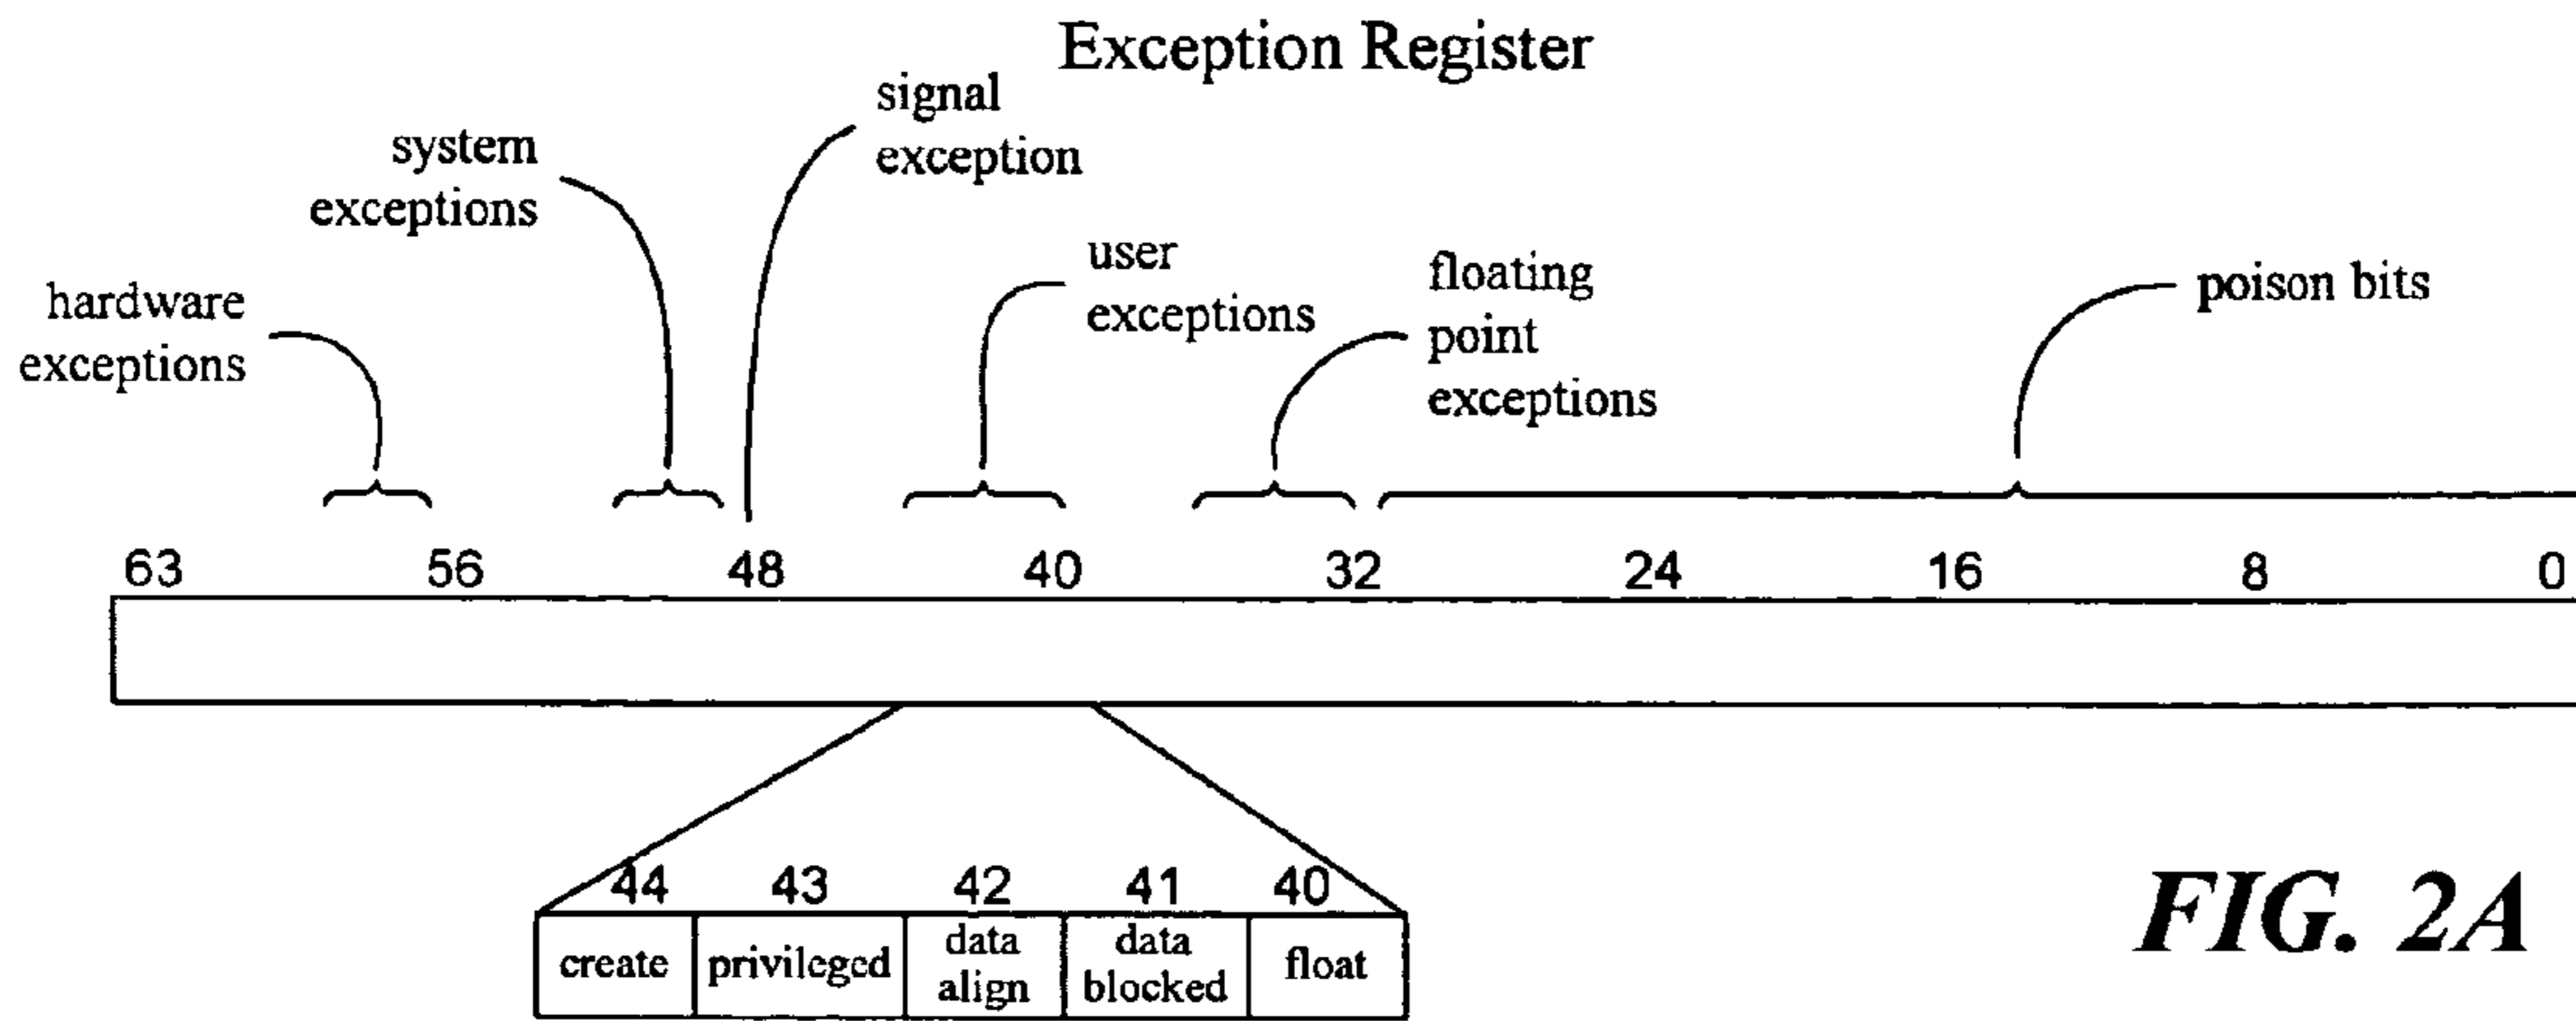 Exception Register
signal
exception
system
exceptions
user
exceptions
floating
point
exceptions
poison bits
hardware
exceptions
63 56 48 40 32 24 16 8 0
44 43 42 41 40
create privileged data align data blocked float
FIG. 2A